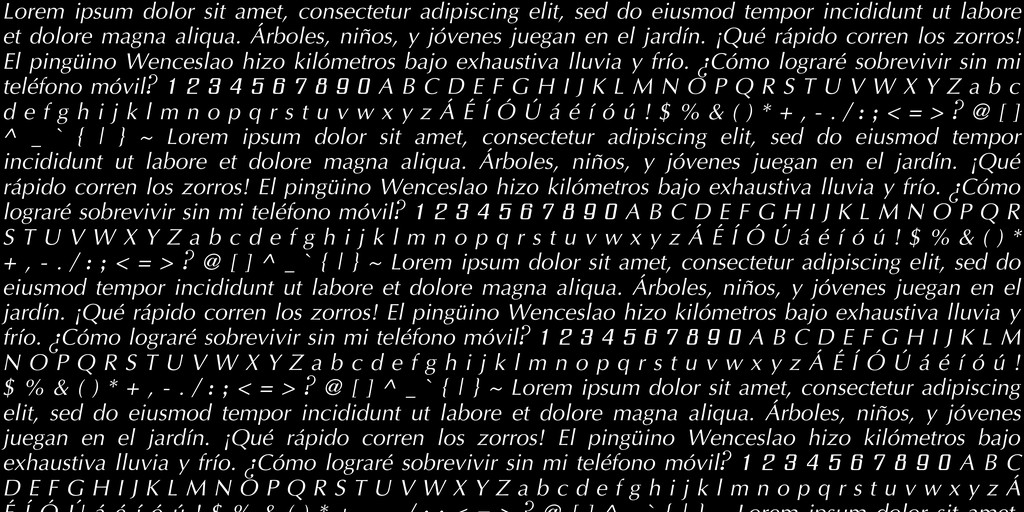 Lorem ipsum dolor sit amet, consectetur adipiscing elit, sed do eiusmod tempor incididunt ut labore
et dolore magna aliqua. Árboles, niños, y jóvenes juegan en el jardín. ¡Qué rápido corren los zorros!
El pingüino Wenceslao hizo kilómetros bajo exhaustiva lluvia y frío. ¿Cómo lograré sobrevivir sin mi
teléfono móvil? 1 2 3 4 5 6 7 8 9 0 A B C D E F G H I J K L M N O P Q R S T U V W X Y Z a b c
d e f g h i j k l m n o p q r s t u v w x y z Á É Í Ó Ú á é í ó ú ! $ % & ( ) * + , - . / : ; < = > ? @ [ ]
^ _ ` { | } ~ Lorem ipsum dolor sit amet, consectetur adipiscing elit, sed do eiusmod tempor
incididunt ut labore et dolore magna aliqua. Árboles, niños, y jóvenes juegan en el jardín. ¡Qué
rápido corren los zorros! El pingüino Wenceslao hizo kilómetros bajo exhaustiva lluvia y frío. ¿Cómo
lograré sobrevivir sin mi teléfono móvil? 1 2 3 4 5 6 7 8 9 0 A B C D E F G H I J K L M N O P Q R
S T U V W X Y Z a b c d e f g h i j k l m n o p q r s t u v w x y z Á É Í Ó Ú á é í ó ú ! $ % & ( ) *
+ , - . / : ; < = > ? @ [ ] ^ _ ` { | } ~ Lorem ipsum dolor sit amet, consectetur adipiscing elit, sed do
eiusmod tempor incididunt ut labore et dolore magna aliqua. Árboles, niños, y jóvenes juegan en el
jardín. ¡Qué rápido corren los zorros! El pingüino Wenceslao hizo kilómetros bajo exhaustiva lluvia y
frío. ¿Cómo lograré sobrevivir sin mi teléfono móvil? 1 2 3 4 5 6 7 8 9 0 A B C D E F G H I J K L M
N O P Q R S T U V W X Y Z a b c d e f g h i j k l m n o p q r s t u v w x y z Á É Í Ó Ú á é í ó ú !
$ % & ( ) * + , - . / : ; < = > ? @ [ ] ^ _ ` { | } ~ Lorem ipsum dolor sit amet, consectetur adipiscing
elit, sed do eiusmod tempor incididunt ut labore et dolore magna aliqua. Árboles, niños, y jóvenes
juegan en el jardín. ¡Qué rápido corren los zorros! El pingüino Wenceslao hizo kilómetros bajo
exhaustiva lluvia y frío. ¿Cómo lograré sobrevivir sin mi teléfono móvil? 1 2 3 4 5 6 7 8 9 0 A B C
D E F G H I J K L M N O P Q R S T U V W X Y Z a b c d e f g h i j k l m n o p q r s t u v w x y z Á
É Í Ó Ú á é í ó ú ! $ % & ( ) * + , - . / : ; < = > ? @ [ ] ^ _ ` { | } ~ Lorem ipsum dolor sit amet,